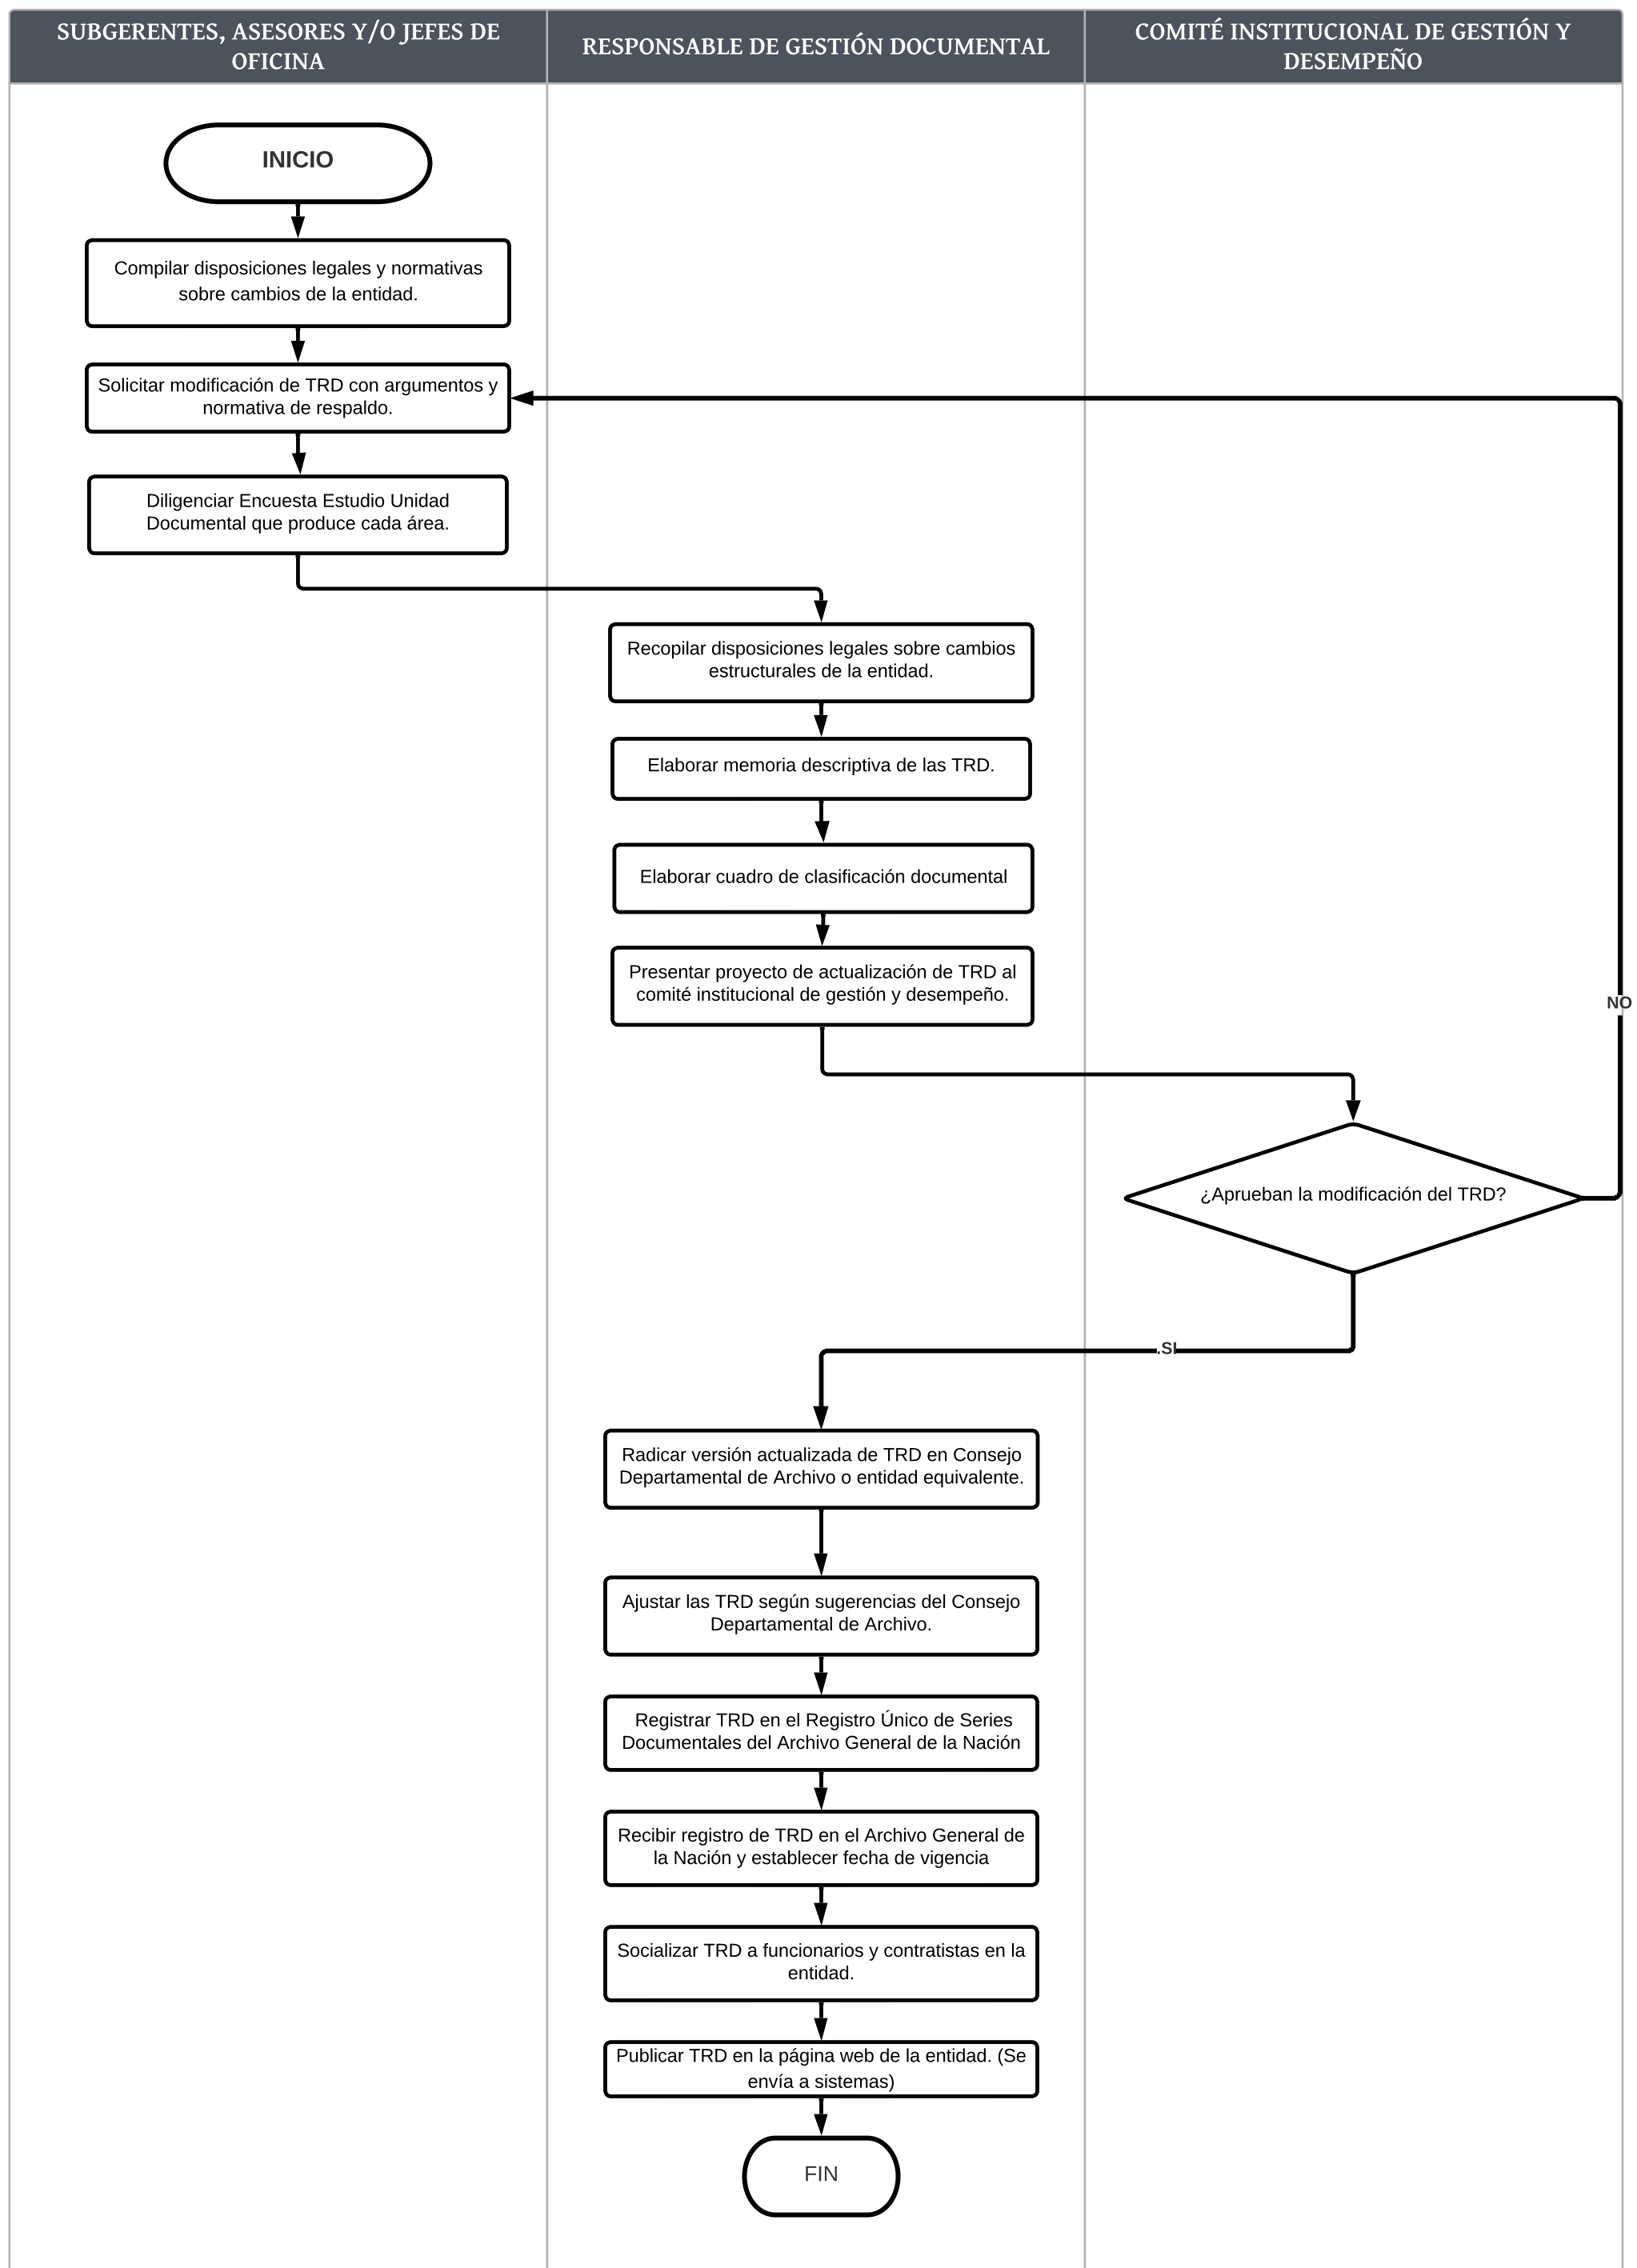 SUBGERENTES, ASESORES Y/O JEFES DE
OFICINA
RESPONSABLE DE GESTIÓN DOCUMENTAL
COMITÉ INSTITUCIONAL DE GESTIÓN Y
DESEMPEÑO
INICIO
Compilar disposiciones legales y normativas
sobre cambios de la entidad.
Solicitar modificación de TRD con argumentos y
normativa de respaldo.
Diligenciar Encuesta Estudio Unidad
Documental que produce cada área.
Recopilar disposiciones legales sobre cambios
estructurales de la entidad.
Elaborar memoria descriptiva de las TRD.
Elaborar cuadro de clasificación documental
Presentar proyecto de actualización de TRD al
comité institucional de gestión y desempeño.
NO
¿Aprueban la modificación del TRD?
.SI
Radicar versión actualizada de TRD en Consejo
Departamental de Archivo o entidad equivalente.
Ajustar las TRD según sugerencias del Consejo
Departamental de Archivo.
Registrar TRD en el Registro Único de Series
Documentales del Archivo General de la Nación
Recibir registro de TRD en el Archivo General de
la Nación y establecer fecha de vigencia
Socializar TRD a funcionarios y contratistas en la
entidad.
Publicar TRD en la página web de la entidad. (Se
envía a sistemas)
FIN